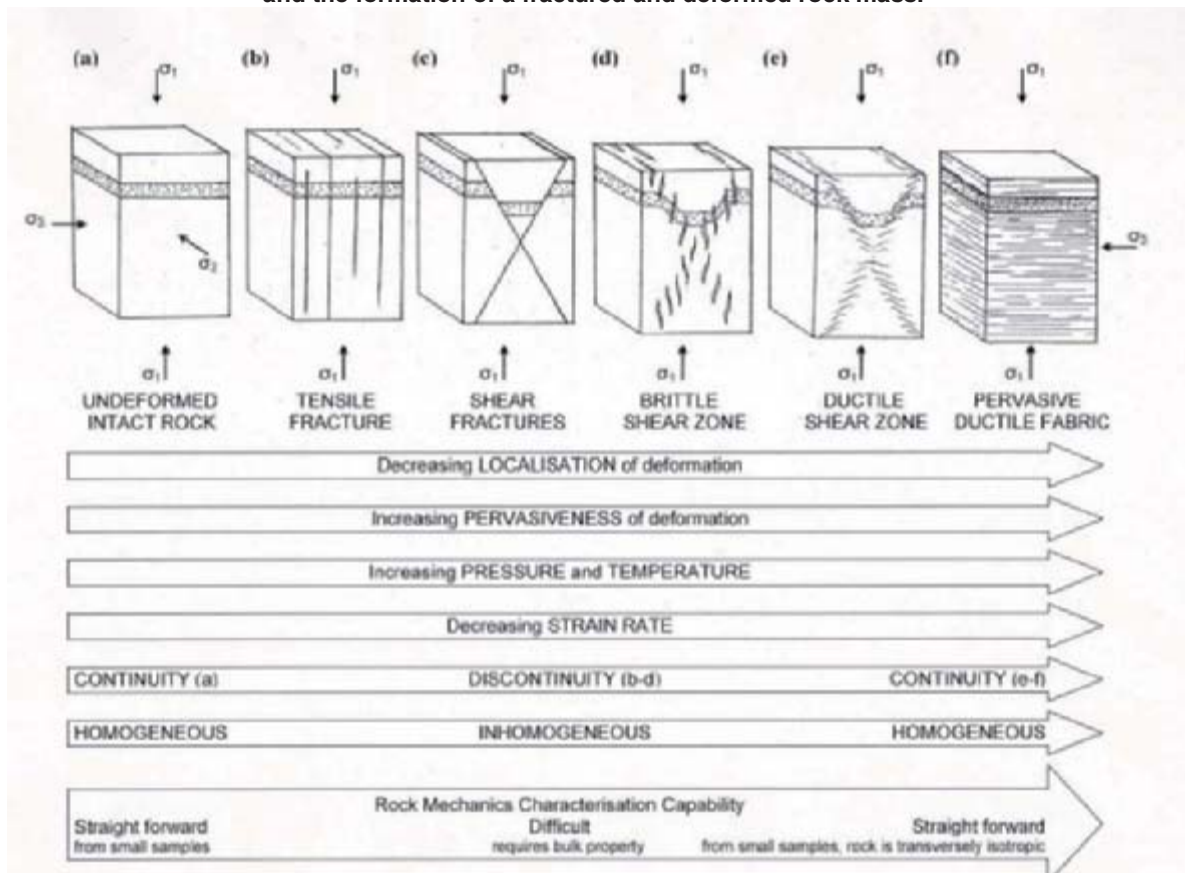 and the formation of a fractured and deformed rock mass.
(a) (b) (c) (d) (e) (f)
σ1 σ1 σ1 σ1 σ1 σ1
σ3
σ2
σ3
σ1 σ1 σ1 σ1 σ1 σ1
UNDEFORMED INTACT ROCK
TENSILE FRACTURE
SHEAR FRACTURES
BRITTLE SHEAR ZONE
DUCTILE SHEAR ZONE
PERVASIVE DUCTILE FABRIC
Decreasing LOCALISATION of deformation
Increasing PERVASIVENESS of deformation
Increasing PRESSURE and TEMPERATURE
Decreasing STRAIN RATE
CONTINUITY (a) DISCONTINUITY (b-d) CONTINUITY (e-f)
HOMOGENEOUS INHOMOGENEOUS HOMOGENEOUS
Rock Mechanics Characterisation Capability
Straight forward Difficult Straight forward
from small samples requires bulk property from small samples, rock is transversely isotropic